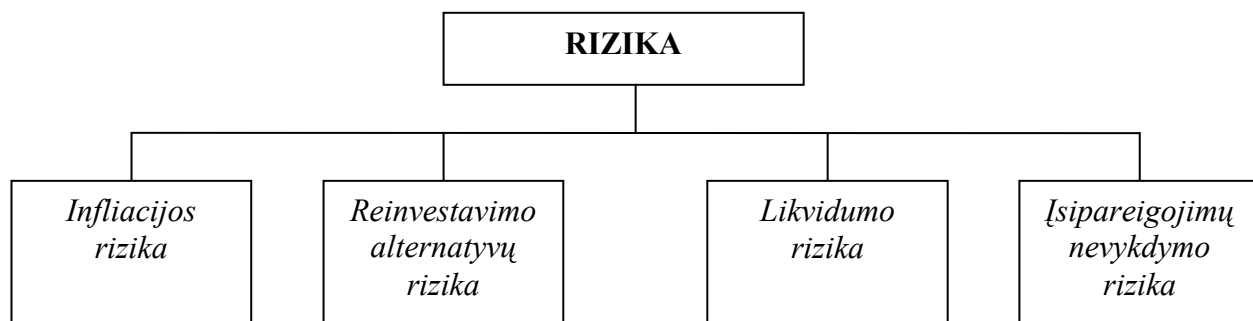 RIZIKA
Infliacijos
rizika
Reinvestavimo
alternatyvų
rizika
Likvidumo
rizika
Įsipareigojimų
nevykdymo
rizika